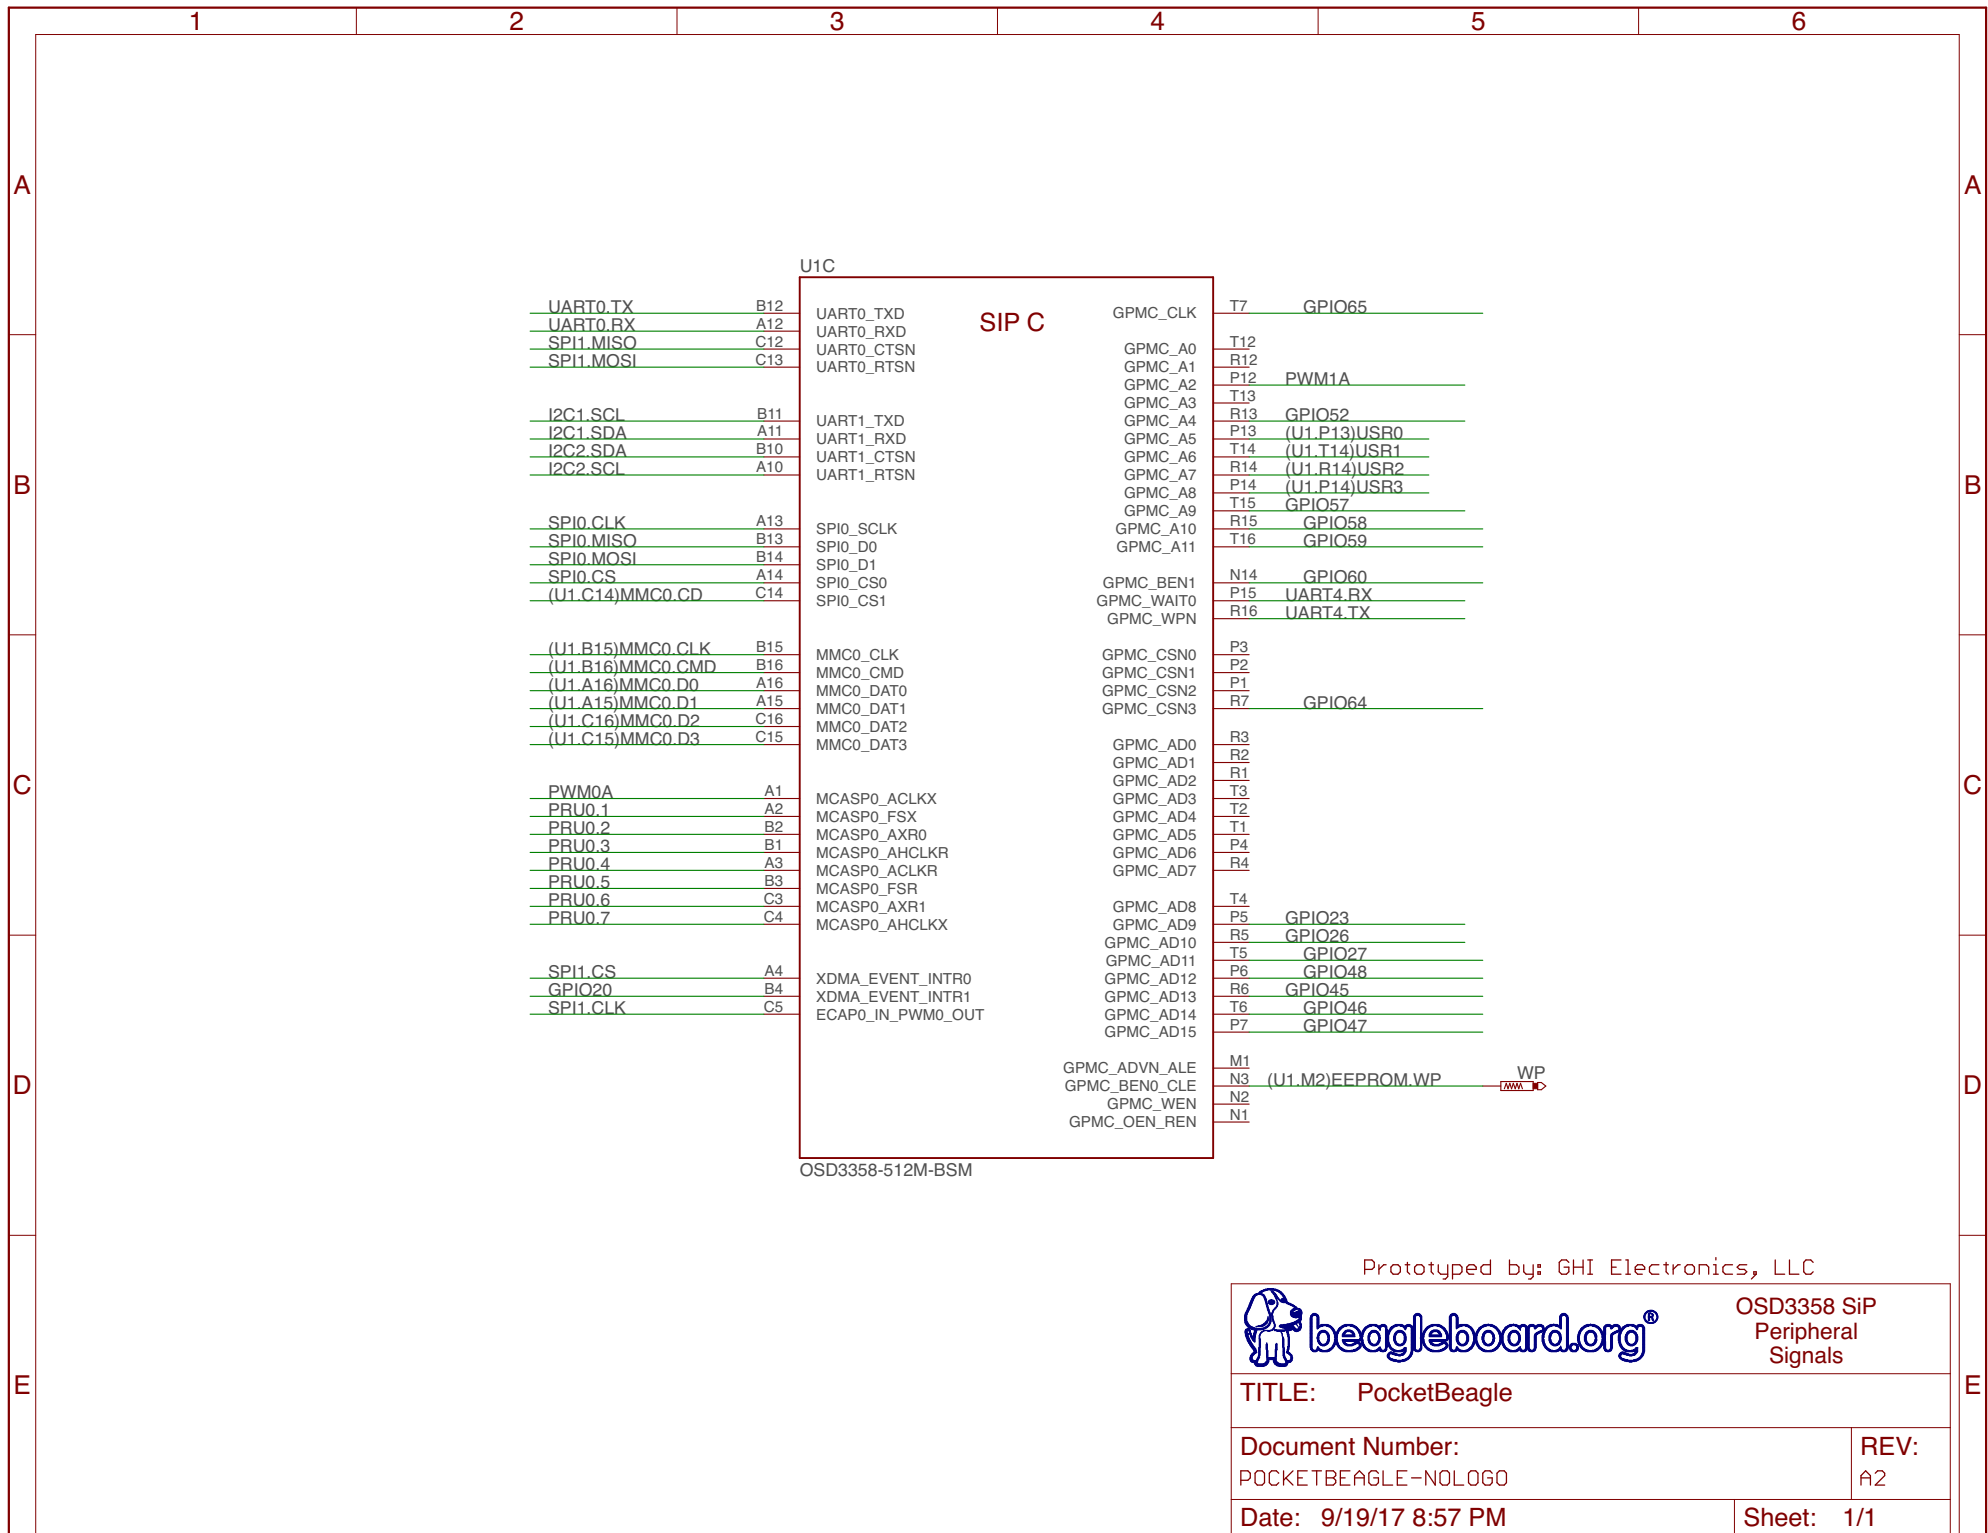 1 2 3 4 5 6
A A
U1C
SIP C
UART0.TX B12 UART0_TXD GPMC_CLK T7 GPIO65
UART0.RX A12 UART0_RXD
SPI1.MISO C12 UART0_CTSN GPMC_A0 T12
SPI1.MOSI C13 UART0_RTSN GPMC_A1 R12
GPMC_A2 P12 PWM1A
GPMC_A3 T13
I2C1.SCL B11 UART1_TXD GPMC_A4 R13 GPIO52
I2C1.SDA A11 UART1_RXD GPMC_A5 P13 (U1.P13)USR0
I2C2.SDA B10 UART1_CTSN GPMC_A6 T14 (U1.T14)USR1
I2C2.SCL A10 UART1_RTSN GPMC_A7 R14 (U1.R14)USR2
B B
GPMC_A8 P14 (U1.P14)USR3
GPMC_A9 T15 GPIO57
SPI0.CLK A13 SPI0_SCLK GPMC_A10 R15 GPIO58
SPI0.MISO B13 SPI0_D0 GPMC_A11 T16 GPIO59
SPI0.MOSI B14 SPI0_D1
SPI0.CS A14 SPI0_CS0 GPMC_BEN1 N14 GPIO60
(U1.C14)MMC0.CD C14 SPI0_CS1 GPMC_WAIT0 P15 UART4.RX
GPMC_WPN R16 UART4.TX
(U1.B15)MMC0.CLK B15 MMC0_CLK GPMC_CSN0 P3
(U1.B16)MMC0.CMD B16 MMC0_CMD GPMC_CSN1 P2
(U1.A16)MMC0.D0 A16 MMC0_DAT0 GPMC_CSN2 P1
(U1.A15)MMC0.D1 A15 MMC0_DAT1 GPMC_CSN3 R7 GPIO64
(U1.C16)MMC0.D2 C16 MMC0_DAT2
(U1.C15)MMC0.D3 C15 MMC0_DAT3 GPMC_AD0 R3
GPMC_AD1 R2
GPMC_AD2 R1
C C
PWM0A A1 MCASP0_ACLKX GPMC_AD3 T3
PRU0.1 A2 MCASP0_FSX GPMC_AD4 T2
PRU0.2 B2 MCASP0_AXR0 GPMC_AD5 T1
PRU0.3 B1 MCASP0_AHCLKR GPMC_AD6 P4
PRU0.4 A3 MCASP0_ACLKR GPMC_AD7 R4
PRU0.5 B3 MCASP0_FSR
PRU0.6 C3 MCASP0_AXR1 GPMC_AD8 T4
PRU0.7 C4 MCASP0_AHCLKX GPMC_AD9 P5 GPIO23
GPMC_AD10 R5 GPIO26
GPMC_AD11 T5 GPIO27
SPI1.CS A4 XDMA_EVENT_INTR0 GPMC_AD12 P6 GPIO48
GPIO20 B4 XDMA_EVENT_INTR1 GPMC_AD13 R6 GPIO45
SPI1.CLK C5 ECAP0_IN_PWM0_OUT GPMC_AD14 T6 GPIO46
GPMC_AD15 P7 GPIO47
GPMC_ADVN_ALE M1
D GPMC_BEN0_CLE N3 (U1.M2)EEPROM.WP WP D
GPMC_WEN N2
GPMC_OEN_REN N1
OSD3358-512M-BSM
Prototyped by: GHI Electronics, LLC
beagleboard.org®
OSD3358 SiP
Peripheral
Signals
E E
TITLE: PocketBeagle
Document Number:
POCKETBEAGLE-NOLOGO
REV:
A2
Date: 9/19/17 8:57 PM
Sheet: 1/1